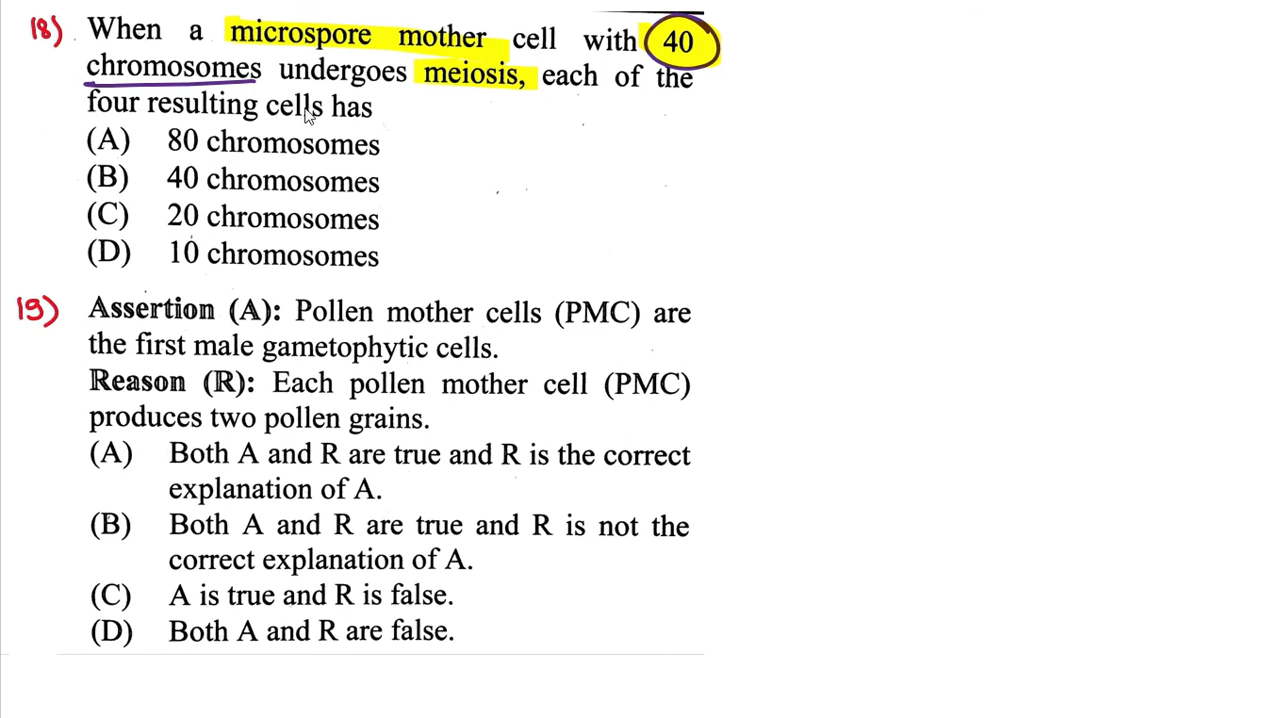 18) When a microspore mother cell with 40
chromosomes undergoes meiosis, each of the
four resulting cells has
(A) 80 chromosomes
(B) 40 chromosomes
(C) 20 chromosomes
(D) 10 chromosomes
19) Assertion (A): Pollen mother cells (PMC) are
the first male gametophytic cells.
Reason (R): Each pollen mother cell (PMC)
produces two pollen grains.
(A) Both A and R are true and R is the correct
explanation of A.
(B) Both A and R are true and R is not the
correct explanation of A.
(C) A is true and R is false.
(D) Both A and R are false.